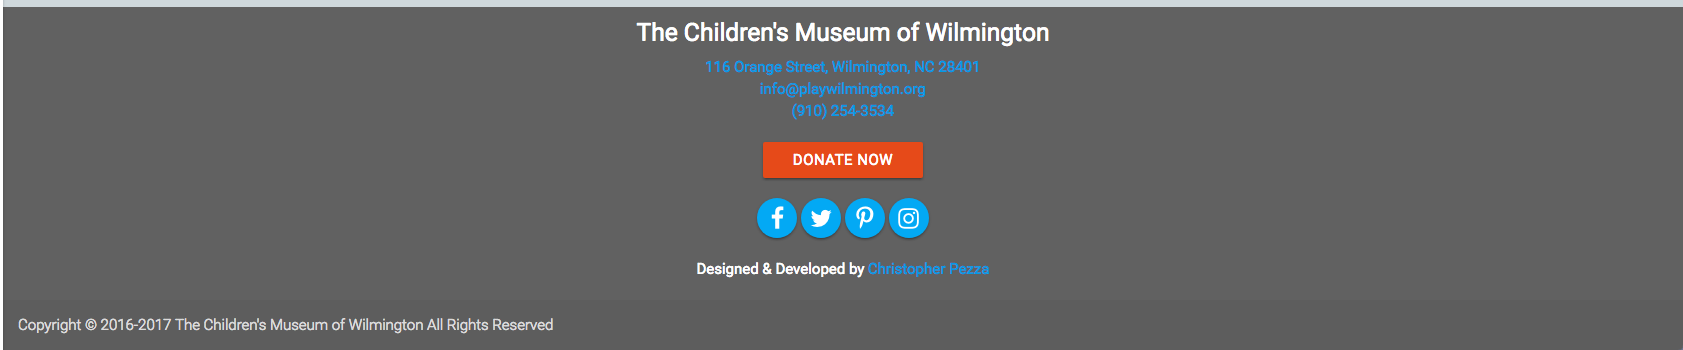 The Children's Museum of Wilmington
116 Orange Street, Wilmington, NC 28401
info@playwilmington.org
(910) 254-3534
DONATE NOW
Designed & Developed by Christopher Pezza
Copyright © 2016-2017 The Children's Museum of Wilmington All Rights Reserved